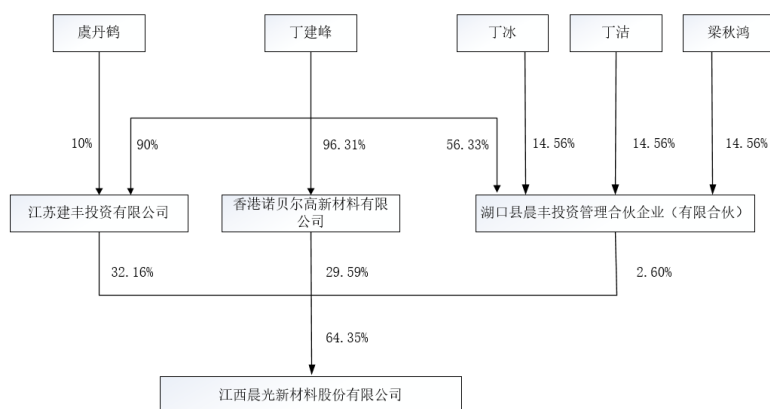 虞丹鹤
丁建峰
丁冰
丁洁
梁秋鸿
10%
90%
96.31%
56.33%
14.56%
14.56%
14.56%
江苏建丰投资有限公司
香港诺贝尔高新材料有限
公司
湖口县晨丰投资管理合伙企业（有限合伙）
32.16%
29.59%
2.60%
64.35%
江西晨光新材料股份有限公司